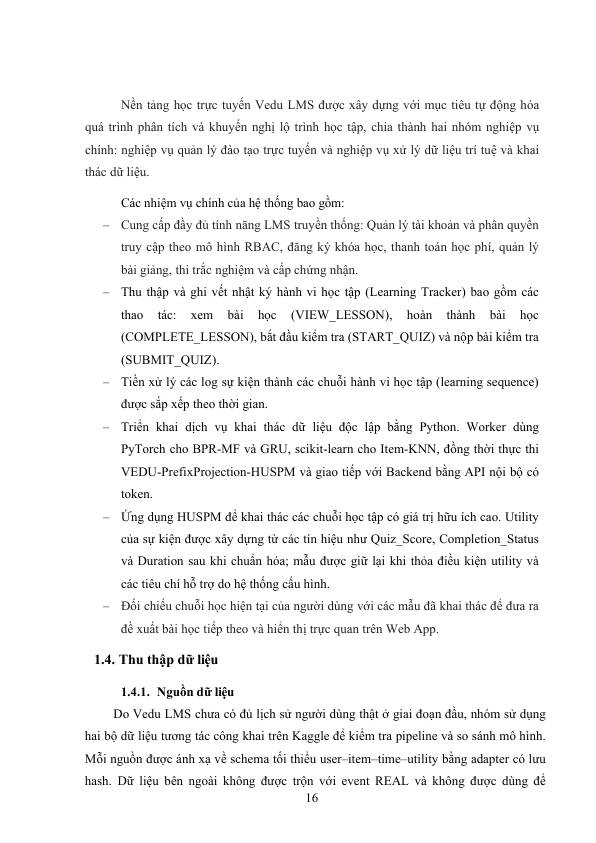 Nền tảng học trực tuyến Vedu LMS được xây dựng với mục tiêu tự động hóa
quá trình phân tích và khuyến nghị lộ trình học tập, chia thành hai nhóm nghiệp vụ
chính: nghiệp vụ quản lý đào tạo trực tuyến và nghiệp vụ xử lý dữ liệu trí tuệ và khai
thác dữ liệu.
Các nhiệm vụ chính của hệ thống bao gồm:
– Cung cấp đầy đủ tính năng LMS truyền thống: Quản lý tài khoản và phân quyền
truy cập theo mô hình RBAC, đăng ký khóa học, thanh toán học phí, quản lý
bài giảng, thi trắc nghiệm và cấp chứng nhận.
– Thu thập và ghi vết nhật ký hành vi học tập (Learning Tracker) bao gồm các
thao tác: xem bài học (VIEW_LESSON), hoàn thành bài học
(COMPLETE_LESSON), bắt đầu kiểm tra (START_QUIZ) và nộp bài kiểm tra
(SUBMIT_QUIZ).
– Tiền xử lý các log sự kiện thành các chuỗi hành vi học tập (learning sequence)
được sắp xếp theo thời gian.
– Triển khai dịch vụ khai thác dữ liệu độc lập bằng Python. Worker dùng
PyTorch cho BPR-MF và GRU, scikit-learn cho Item-KNN, đồng thời thực thi
VEDU-PrefixProjection-HUSPM và giao tiếp với Backend bằng API nội bộ có
token.
– Ứng dụng HUSPM để khai thác các chuỗi học tập có giá trị hữu ích cao. Utility
của sự kiện được xây dựng từ các tín hiệu như Quiz_Score, Completion_Status
và Duration sau khi chuẩn hóa; mẫu được giữ lại khi thỏa điều kiện utility và
các tiêu chí hỗ trợ do hệ thống cấu hình.
– Đối chiếu chuỗi học hiện tại của người dùng với các mẫu đã khai thác để đưa ra
đề xuất bài học tiếp theo và hiển thị trực quan trên Web App.
1.4. Thu thập dữ liệu
1.4.1. Nguồn dữ liệu
Do Vedu LMS chưa có đủ lịch sử người dùng thật ở giai đoạn đầu, nhóm sử dụng
hai bộ dữ liệu tương tác công khai trên Kaggle để kiểm tra pipeline và so sánh mô hình.
Mỗi nguồn được ánh xạ về schema tối thiểu user–item–time–utility bằng adapter có lưu
hash. Dữ liệu bên ngoài không được trộn với event REAL và không được dùng để
16